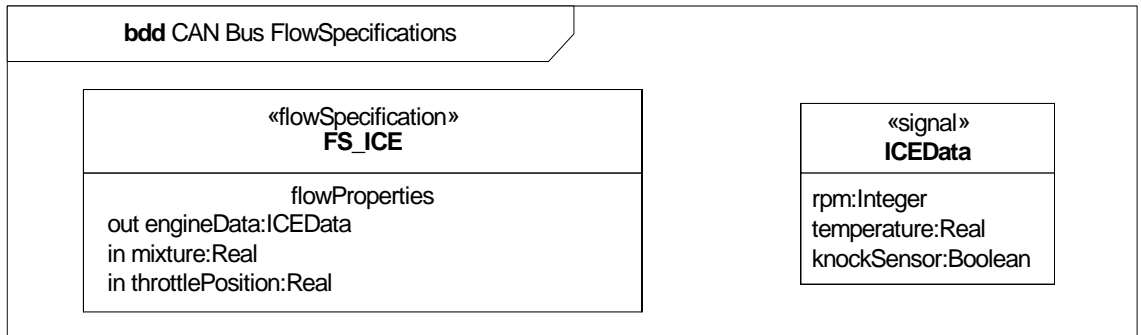 bdd CAN Bus FlowSpecifications
«flowSpecification»
FS_ICE
flowProperties
out engineData:ICEData
in mixture:Real
in throttlePosition:Real
«signal»
ICEData
rpm:Integer
temperature:Real
knockSensor:Boolean